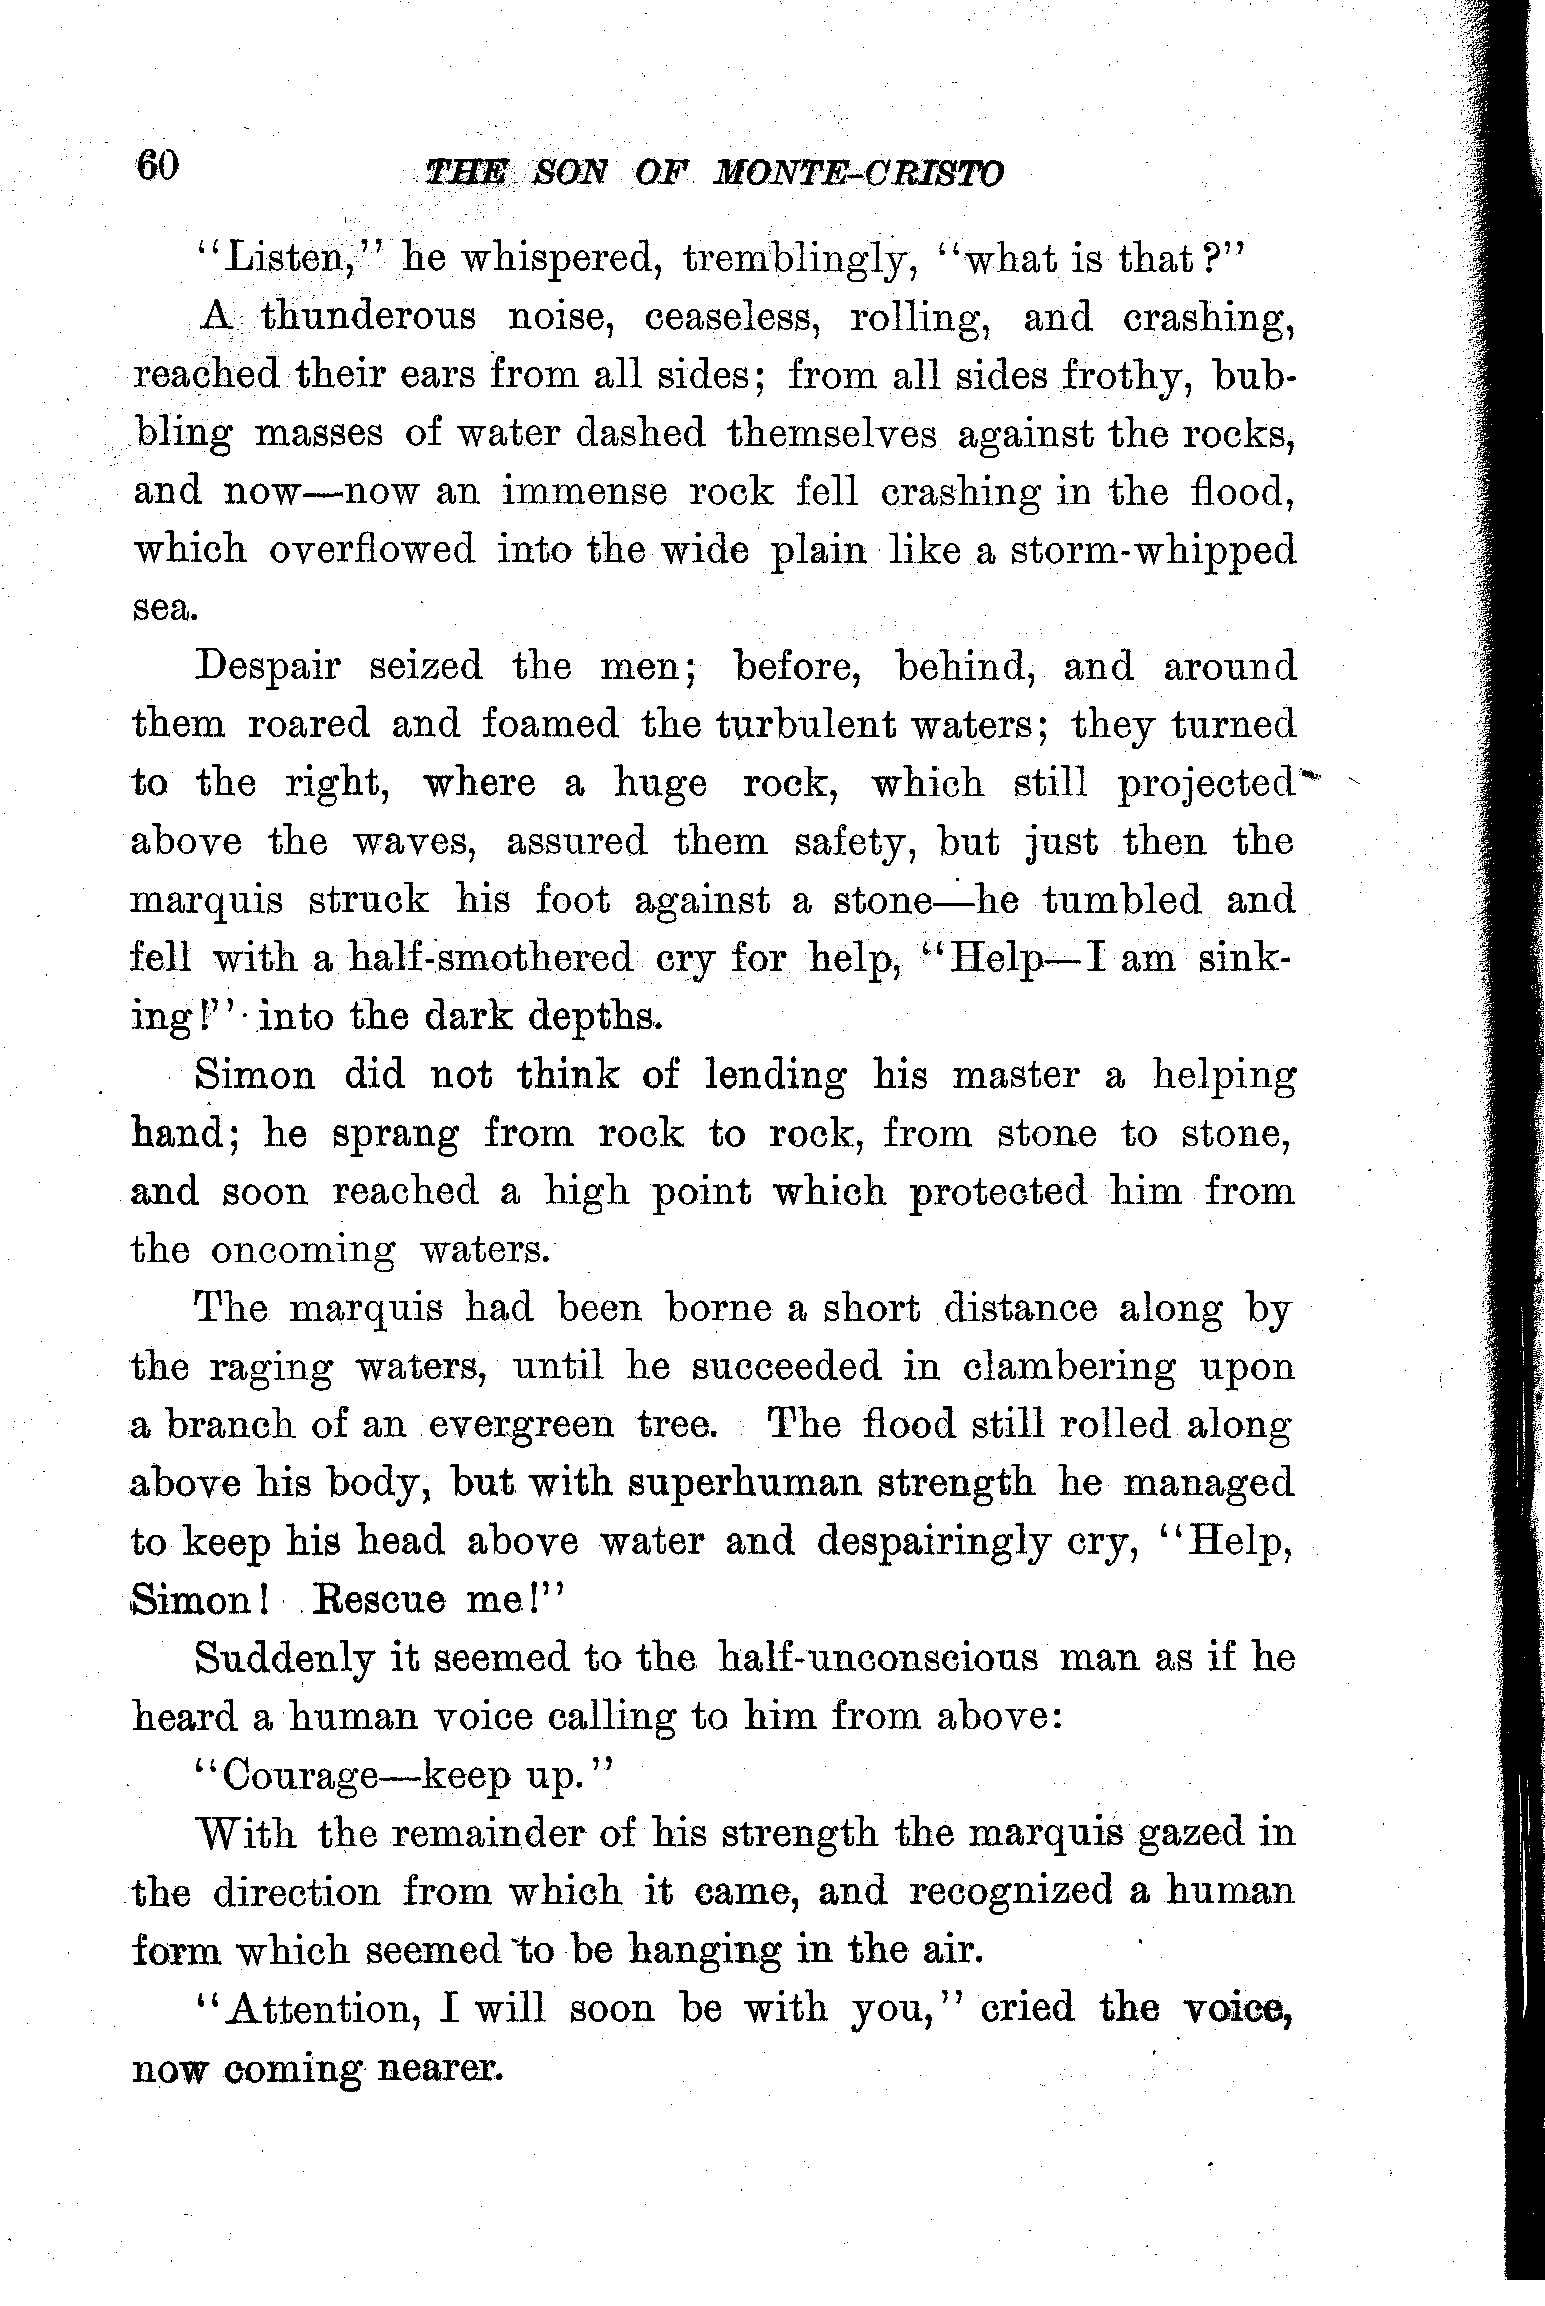 60
THE SON OF MONTE-CRISTO
"Listen," he whispered, tremblingly, "what is that?"
A thunderous noise, ceaseless, rolling, and crashing,
reached their ears from all sides; from all sides frothy, bub-
bling masses of water dashed themselves against the rocks,
and now—now an immense rock fell crashing in the flood,
which overflowed into the wide plain like a storm-whipped
sea.
Despair seized the men; before, behind, and around
them roared and foamed the turbulent waters; they turned
to the right, where a huge rock, which still projected
above the waves, assured them safety, but just then the
marquis struck his foot against a stone—he tumbled and
fell with a half-smothered cry for help, "Help—I am sink-
ing!" into the dark depths.
Simon did not think of lending his master a helping
hand; he sprang from rock to rock, from stone to stone,
and soon reached a high point which protected him from
the oncoming waters.
The marquis had been borne a short distance along by
the raging waters, until he succeeded in clambering upon
a branch of an evergreen tree. The flood still rolled along
above his body, but with superhuman strength he managed
to keep his head above water and despairingly cry, "Help,
Simon! Rescue me!"
Suddenly it seemed to the half-unconscious man as if he
heard a human voice calling to him from above:
"Courage—keep up."
With the remainder of his strength the marquis gazed in
the direction from which it came, and recognized a human
form which seemed to be hanging in the air.
"Attention, I will soon be with you," cried the voice,
now coming nearer.